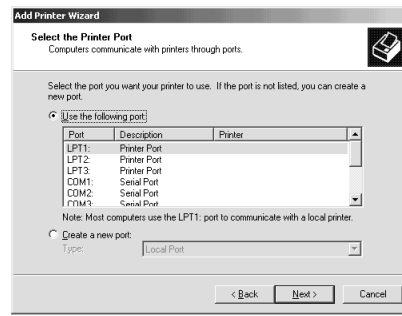 Add Printer Wizard
Select the Printer Port
Computers communicate with printers through ports.
Select the port you want your printer to use. If the port is not listed, you can create a
new port.
Use the following port:
Port Description Printer
LPT1: Printer Port
LPT2: Printer Port
LPT3: Printer Port
COM1: Serial Port
COM2: Serial Port
COM3: Serial Port
Note: Most computers use the LPT1: port to communicate with a local printer.
Create a new port:
Type: Local Port
< Back Next > Cancel